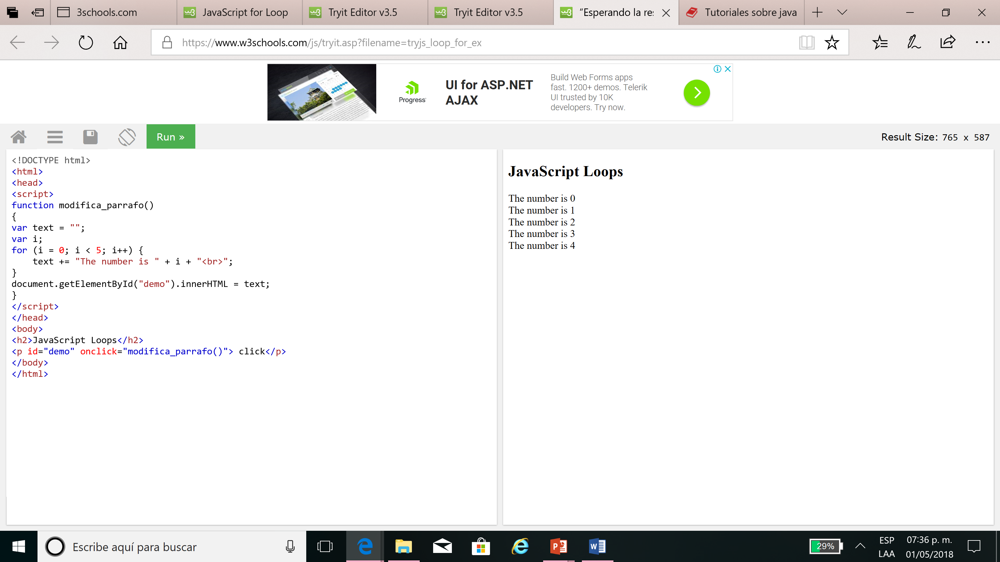 3schools.com
JavaScript for Loop
Tryit Editor v3.5
Tryit Editor v3.5
“Esperando la re
Tutoriales sobre java
https://www.w3schools.com/js/tryit.asp?filename=tryjs_loop_for_ex
Progress
UI for ASP.NET
AJAX
Build Web Forms apps
fast. 1200+ demos. Telerik
UI trusted by 10K
developers. Try now.
Run »
Result Size: 765 x 587
<!DOCTYPE html>
<html>
<head>
<script>
function modifica_parrafo()
{
var text = "";
var i;
for (i = 0; i < 5; i++) {
    text += "The number is " + i + "<br>";
}
document.getElementById("demo").innerHTML = text;
}
</script>
</head>
<body>
<h2>JavaScript Loops</h2>
<p id="demo" onclick="modifica_parrafo()"> click</p>
</body>
</html>
JavaScript Loops
The number is 0
The number is 1
The number is 2
The number is 3
The number is 4
Escribe aquí para buscar
29%
ESP
LAA
07:36 p. m.
01/05/2018